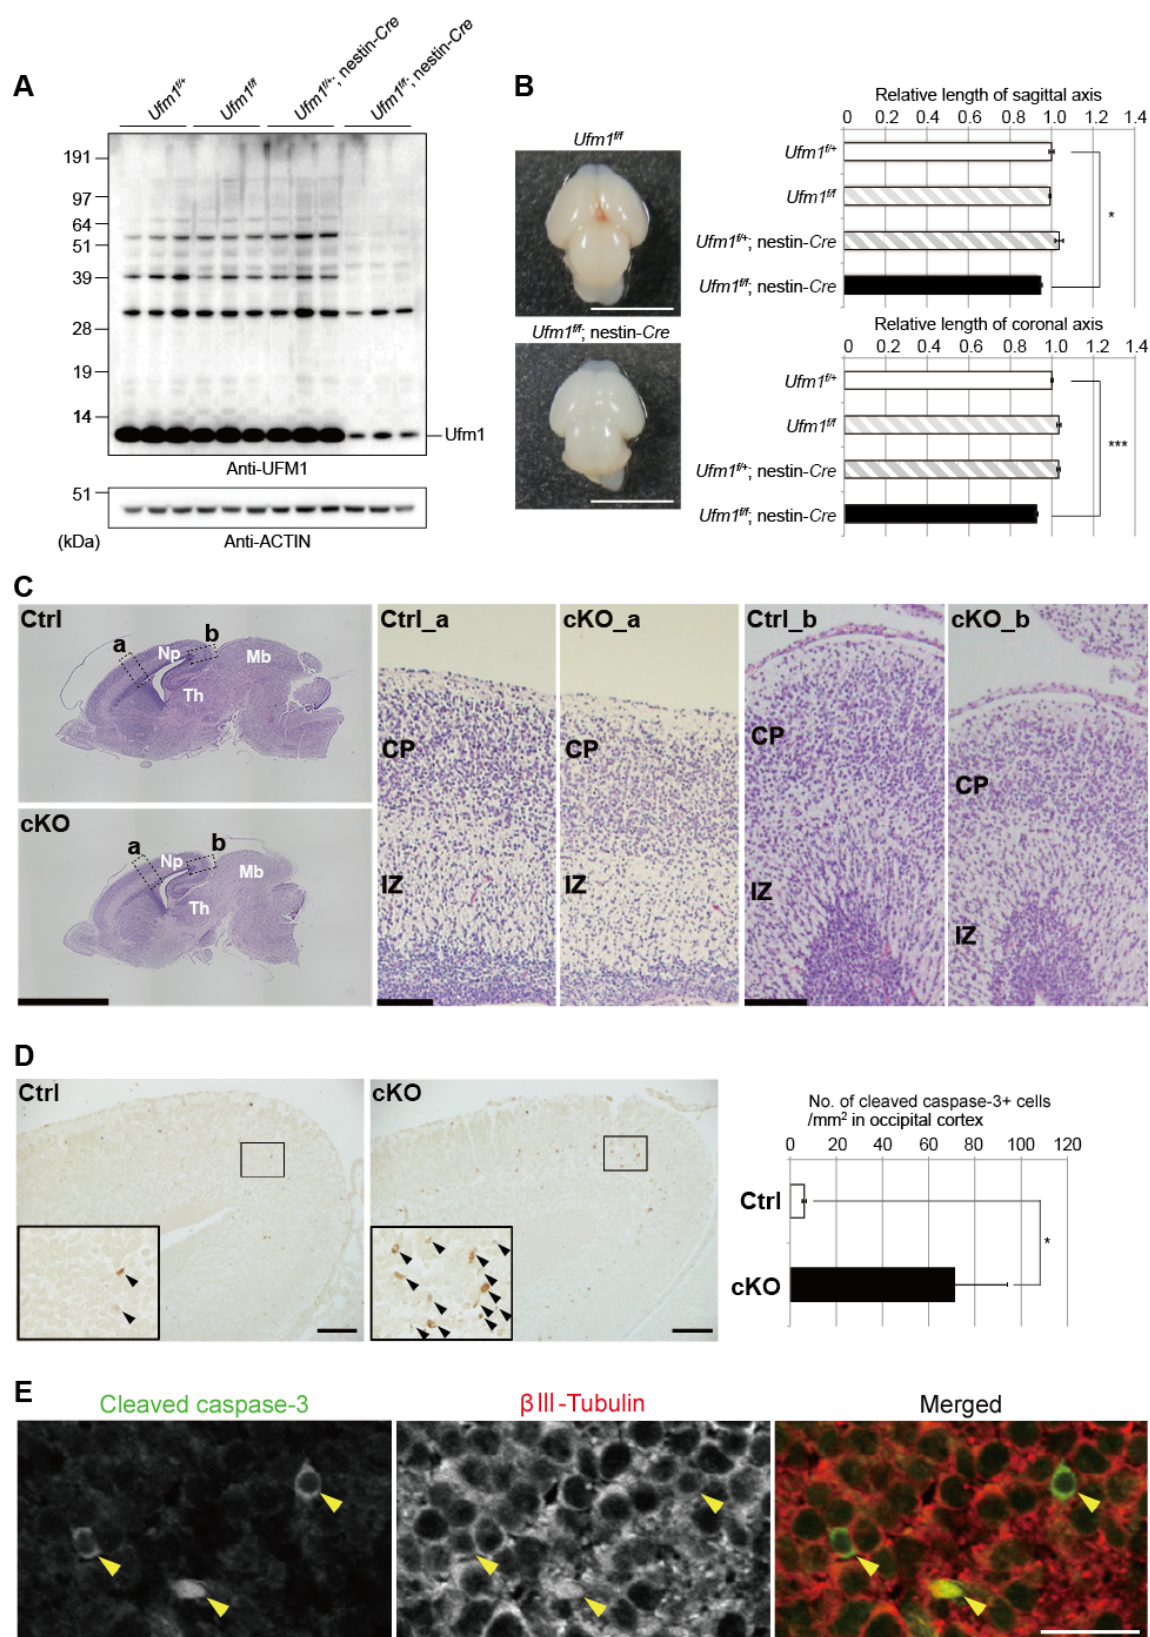 A
Ufm1f/+
Ufm1f/f
Ufm1f/+; nestin-Cre
Ufm1f/f; nestin-Cre
191
97
64
51
39
28
19
14
Ufm1
Anti-UFM1
51
(kDa)
Anti-ACTIN
B
Ufm1f/f
Ufm1f/f; nestin-Cre
Relative length of sagittal axis
0 0.2 0.4 0.6 0.8 1.0 1.2 1.4
Ufm1f/+
Ufm1f/f
Ufm1f/+; nestin-Cre
Ufm1f/f; nestin-Cre
*
Relative length of coronal axis
0 0.2 0.4 0.6 0.8 1.0 1.2 1.4
Ufm1f/+
Ufm1f/f
Ufm1f/+; nestin-Cre
Ufm1f/f; nestin-Cre
***
C
Ctrl
a
Np
b
Mb
Th
cKO
a
Np
b
Mb
Th
Ctrl_a
CP
IZ
cKO_a
CP
IZ
Ctrl_b
CP
IZ
cKO_b
CP
IZ
D
Ctrl
cKO
No. of cleaved caspase-3+ cells
/mm2 in occipital cortex
0 20 40 60 80 100 120
Ctrl
cKO
*
E
Cleaved caspase-3
βIII-Tubulin
Merged